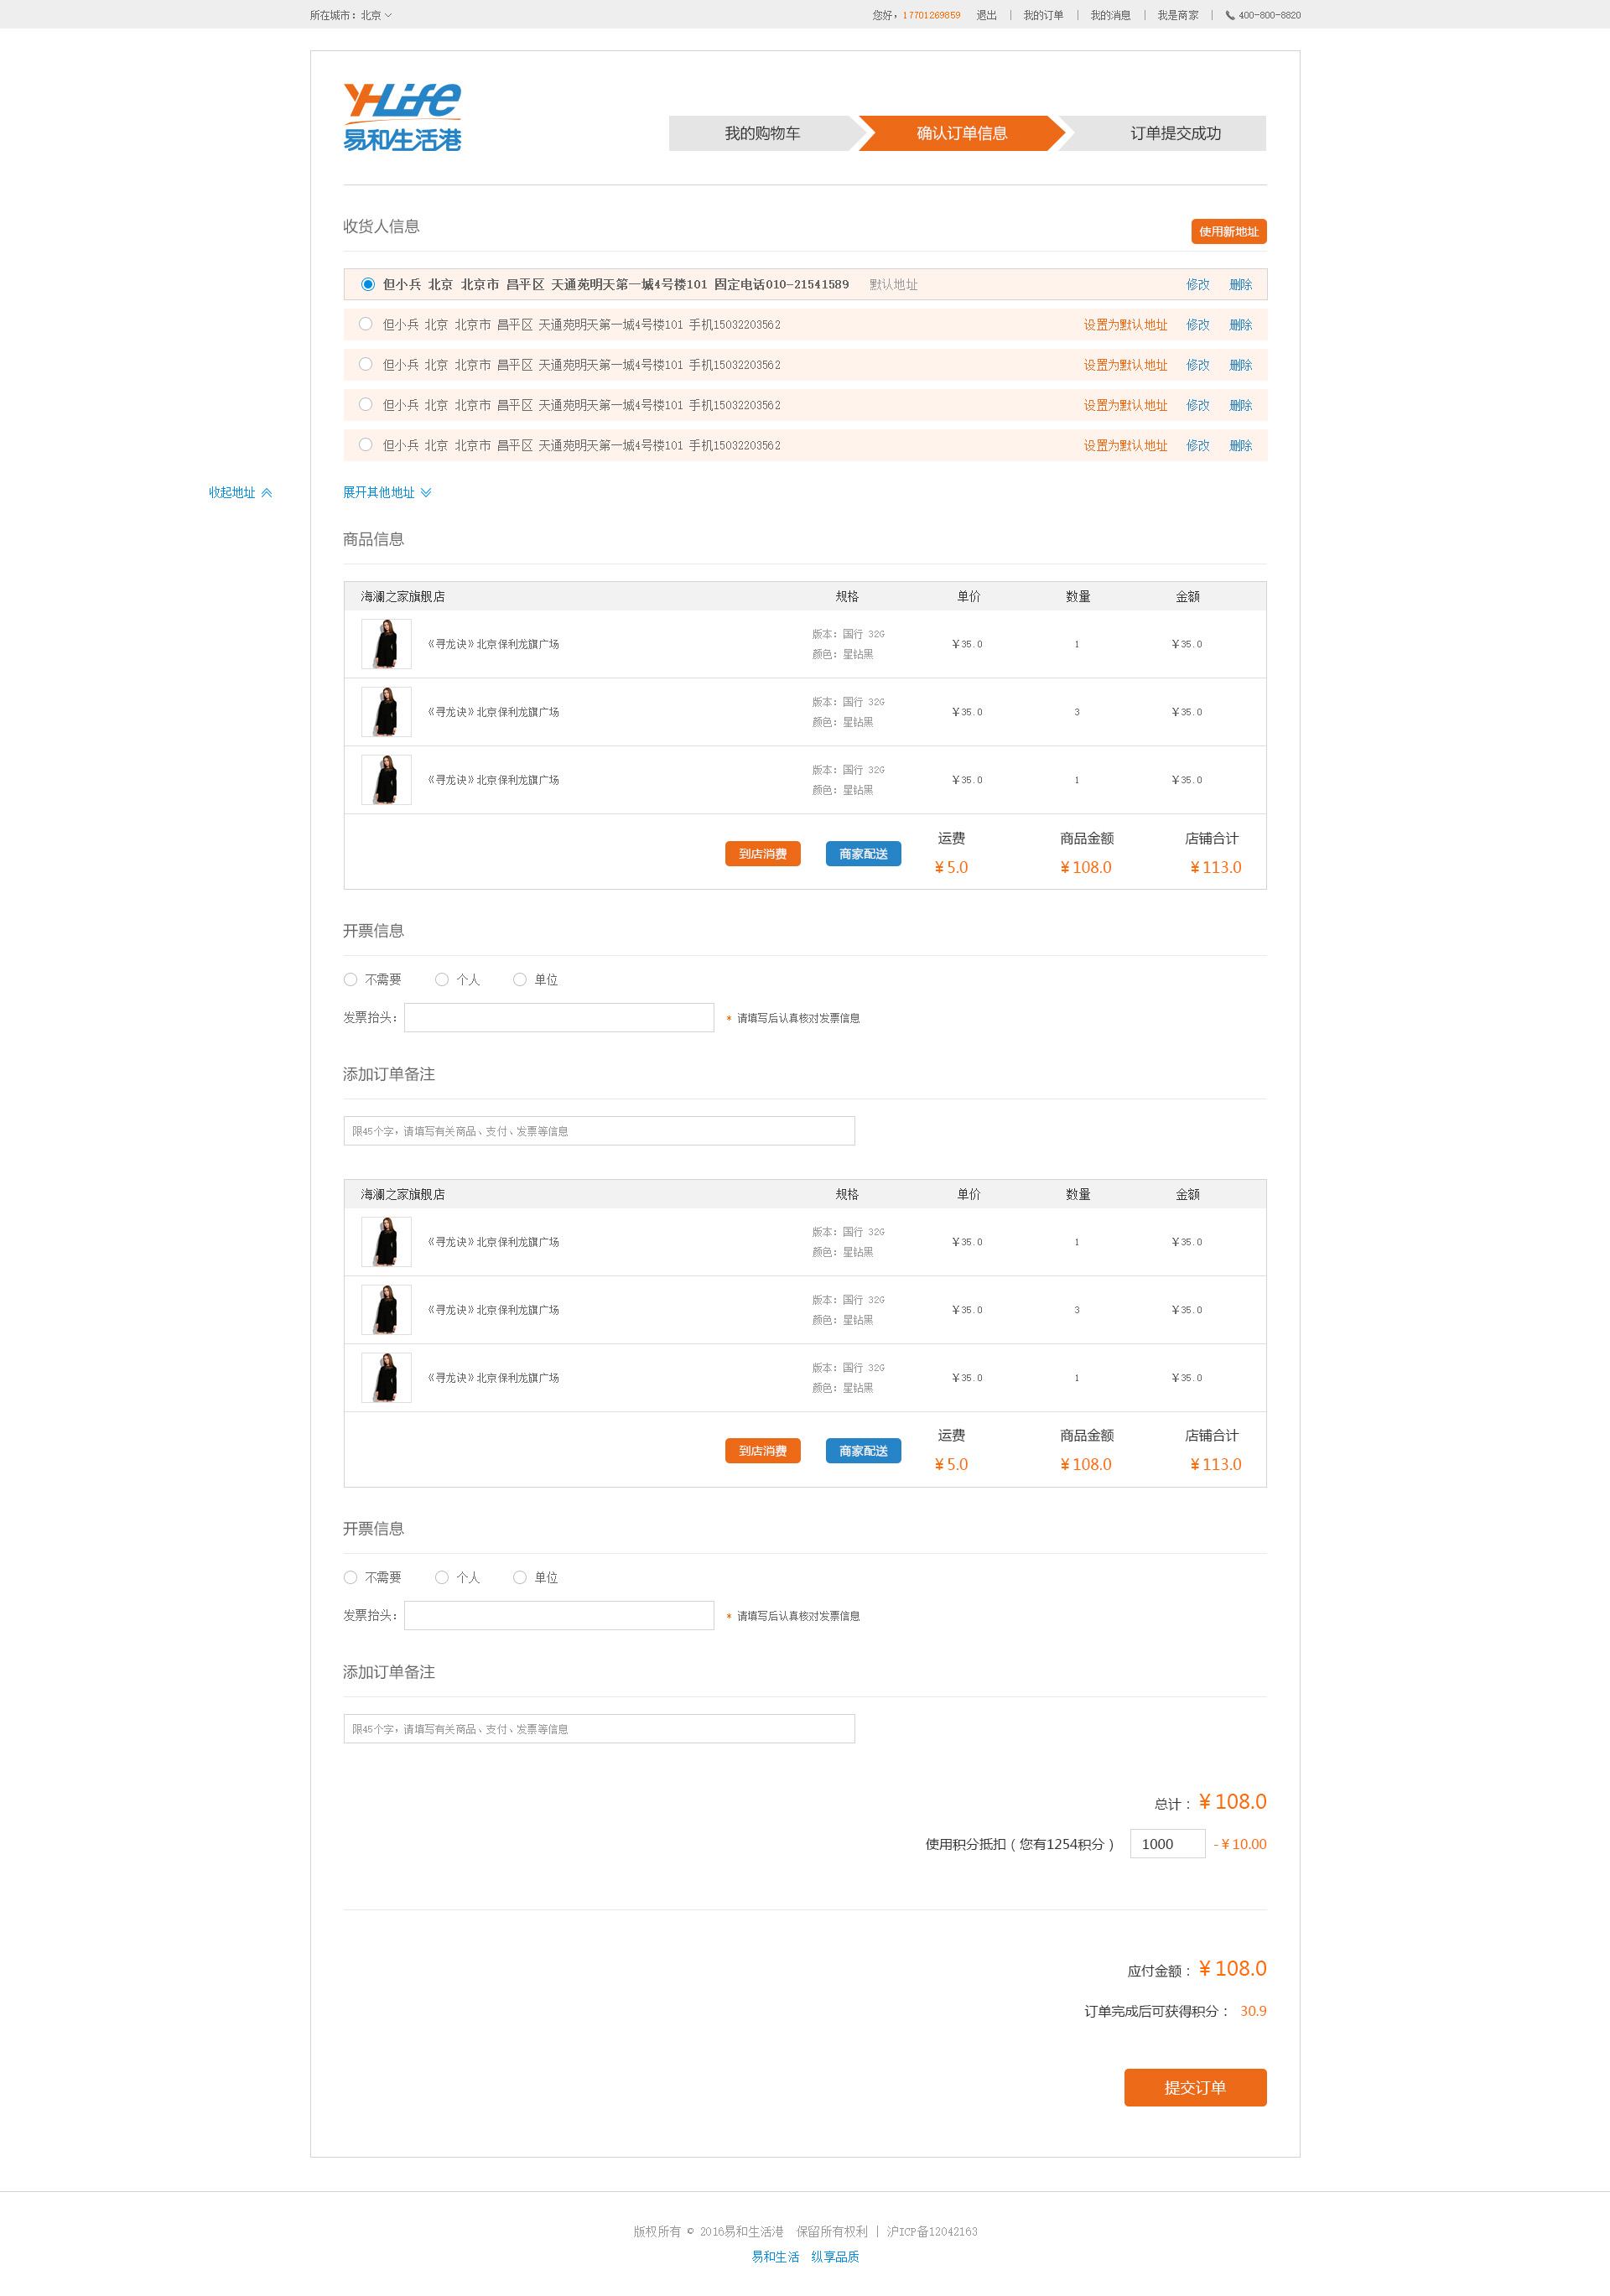 所在城市：北京
您好，17701269859 退出 | 我的订单 | 我的消息 | 我是商家 | 400-800-8820
YHLife
易和生活港
我的购物车 确认订单信息 订单提交成功
收货人信息 使用新地址
但小兵 北京 北京市 昌平区 天通苑明天第一城4号楼101 固定电话010-21541589 默认地址 修改 删除
但小兵 北京 北京市 昌平区 天通苑明天第一城4号楼101 手机15032203562 设置为默认地址 修改 删除
但小兵 北京 北京市 昌平区 天通苑明天第一城4号楼101 手机15032203562 设置为默认地址 修改 删除
但小兵 北京 北京市 昌平区 天通苑明天第一城4号楼101 手机15032203562 设置为默认地址 修改 删除
但小兵 北京 北京市 昌平区 天通苑明天第一城4号楼101 手机15032203562 设置为默认地址 修改 删除
收起地址 展开其他地址
商品信息
海澜之家旗舰店 规格 单价 数量 金额
《寻龙诀》北京保利龙旗广场 版本：国行 32G ￥35.0 1 ￥35.0
颜色：星钻黑
《寻龙诀》北京保利龙旗广场 版本：国行 32G ￥35.0 3 ￥35.0
颜色：星钻黑
《寻龙诀》北京保利龙旗广场 版本：国行 32G ￥35.0 1 ￥35.0
颜色：星钻黑
到店消费 商家配送 运费 商品金额 店铺合计
￥5.0 ￥108.0 ￥113.0
开票信息
不需要 个人 单位
发票抬头： * 请填写后认真核对发票信息
添加订单备注
限45个字，请填写有关商品、支付、发票等信息
海澜之家旗舰店 规格 单价 数量 金额
《寻龙诀》北京保利龙旗广场 版本：国行 32G ￥35.0 1 ￥35.0
颜色：星钻黑
《寻龙诀》北京保利龙旗广场 版本：国行 32G ￥35.0 3 ￥35.0
颜色：星钻黑
《寻龙诀》北京保利龙旗广场 版本：国行 32G ￥35.0 1 ￥35.0
颜色：星钻黑
到店消费 商家配送 运费 商品金额 店铺合计
￥5.0 ￥108.0 ￥113.0
开票信息
不需要 个人 单位
发票抬头： * 请填写后认真核对发票信息
添加订单备注
限45个字，请填写有关商品、支付、发票等信息
总计：￥108.0
使用积分抵扣（您有1254积分） 1000 -￥10.00
应付金额：￥108.0
订单完成后可获得积分： 30.9
提交订单
版权所有 © 2016易和生活港 保留所有权利 | 沪ICP备12042163
易和生活 纵享品质